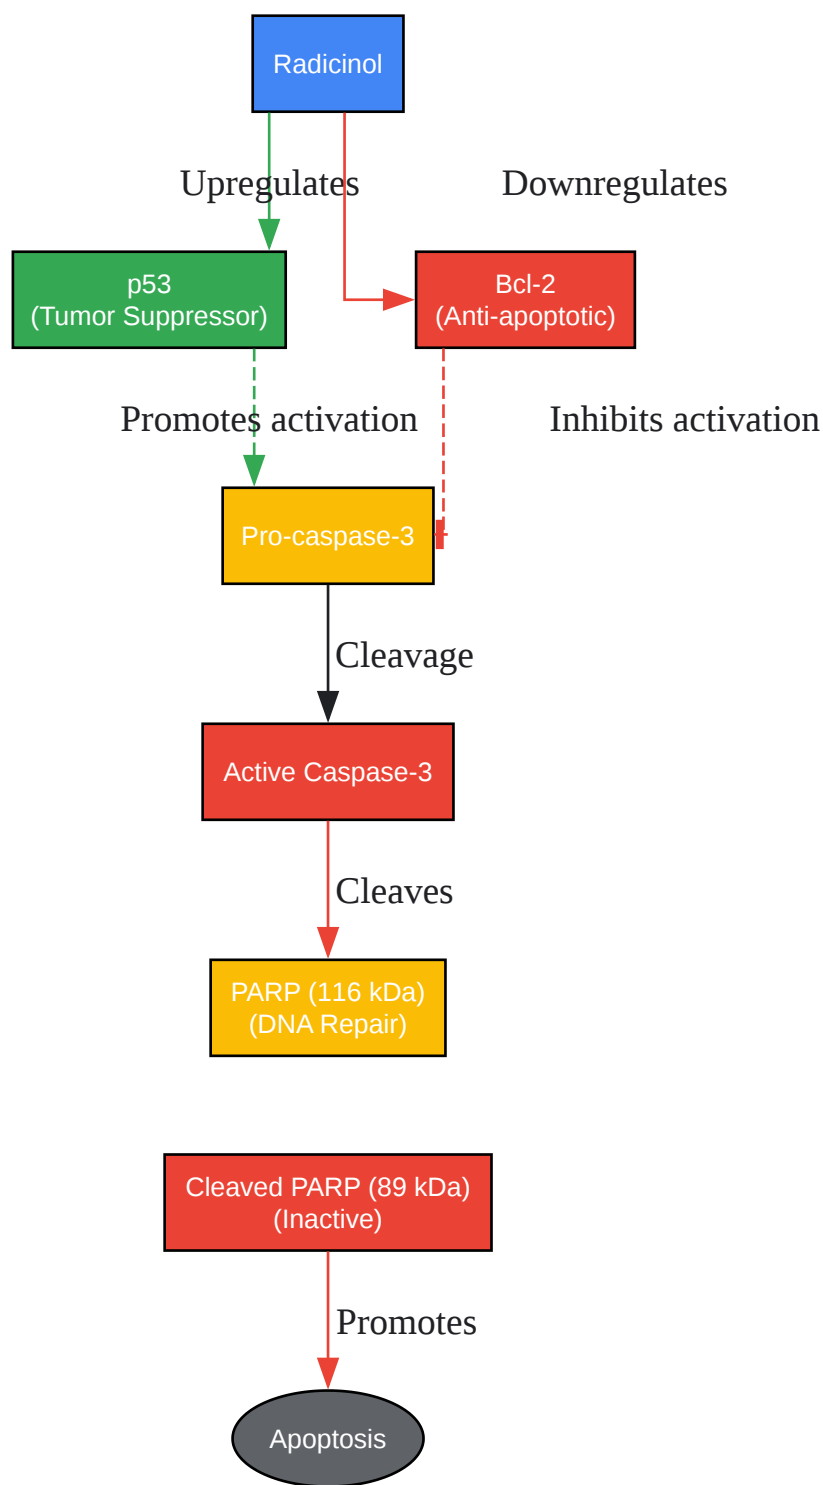 Radicinol
Upregulates
Downregulates
p53
(Tumor Suppressor)
Bcl-2
(Anti-apoptotic)
Promotes activation
Inhibits activation
Pro-caspase-3
Cleavage
Active Caspase-3
Cleaves
PARP (116 kDa)
(DNA Repair)
Cleaved PARP (89 kDa)
(Inactive)
Promotes
Apoptosis